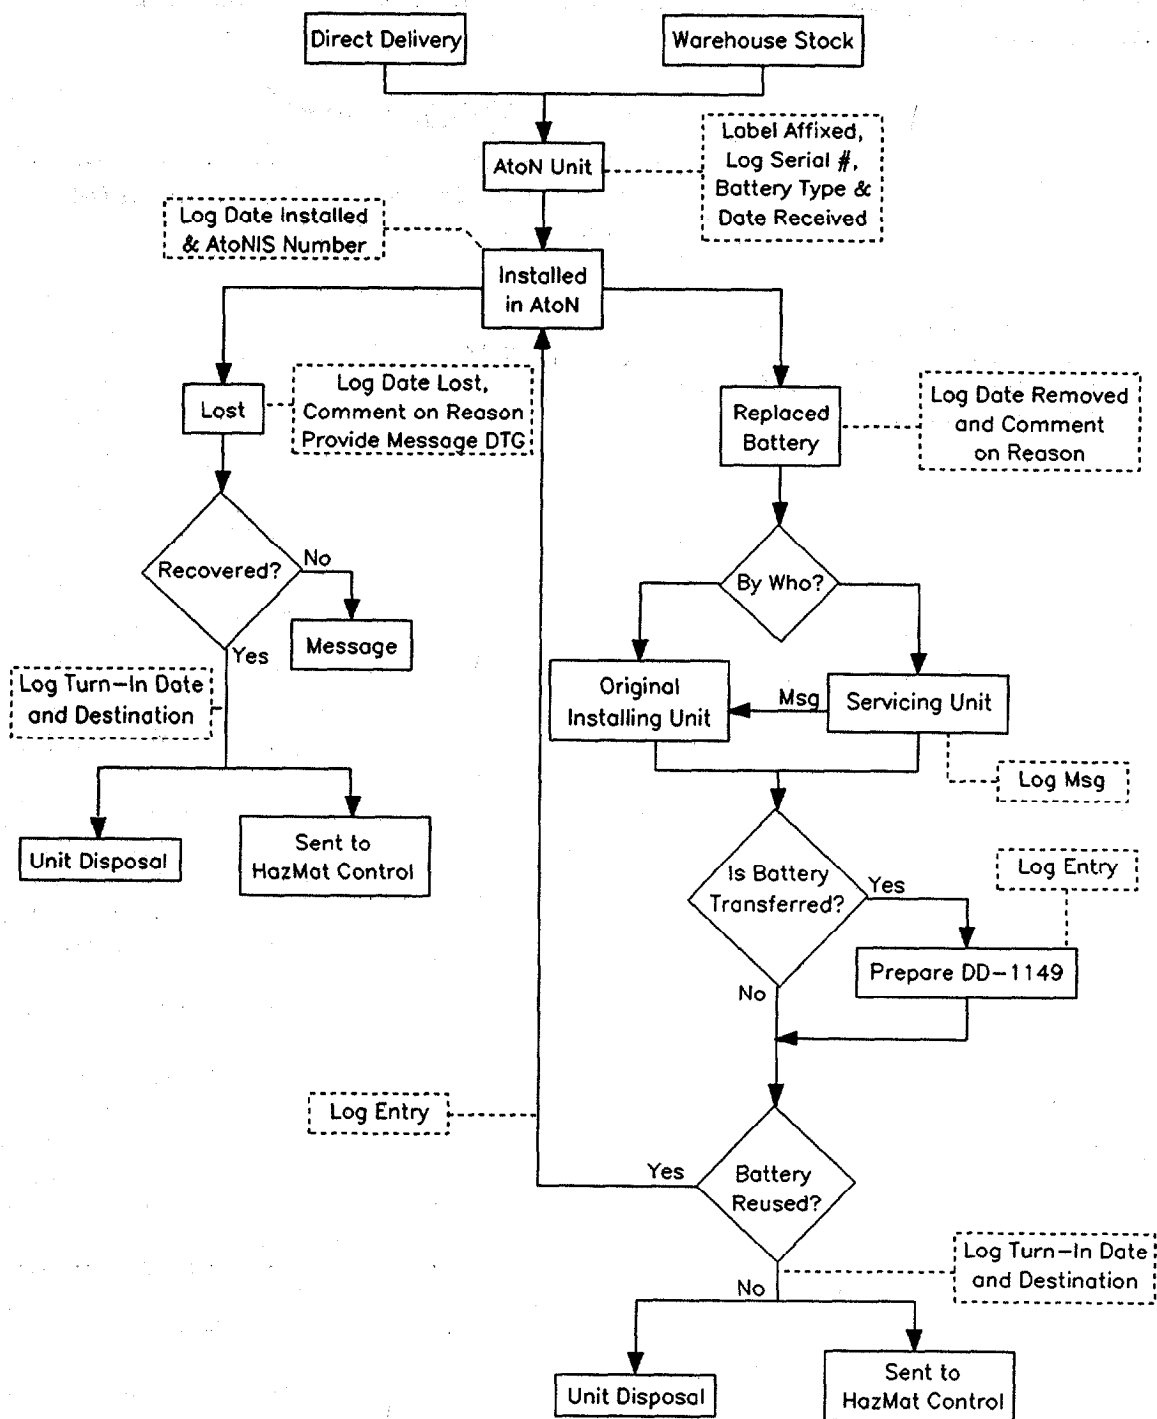 Direct Delivery
Warehouse Stock
Label Affixed,
Log Serial #,
Battery Type &
Date Received
AtoN Unit
Log Date Installed
& AtoNIS Number
Installed
in AtoN
Log Date Lost,
Comment on Reason
Provide Message DTG
Lost
Replaced
Battery
Log Date Removed
and Comment
on Reason
Recovered?
No
Message
Yes
Log Turn-In Date
and Destination
By Who?
Original
Installing Unit
Msg
Servicing Unit
Log Msg
Unit Disposal
Sent to
HazMat Control
Is Battery
Transferred?
Yes
Log Entry
Prepare DD-1149
No
Log Entry
Yes
Battery
Reused?
Log Turn-In Date
and Destination
No
Unit Disposal
Sent to
HazMat Control